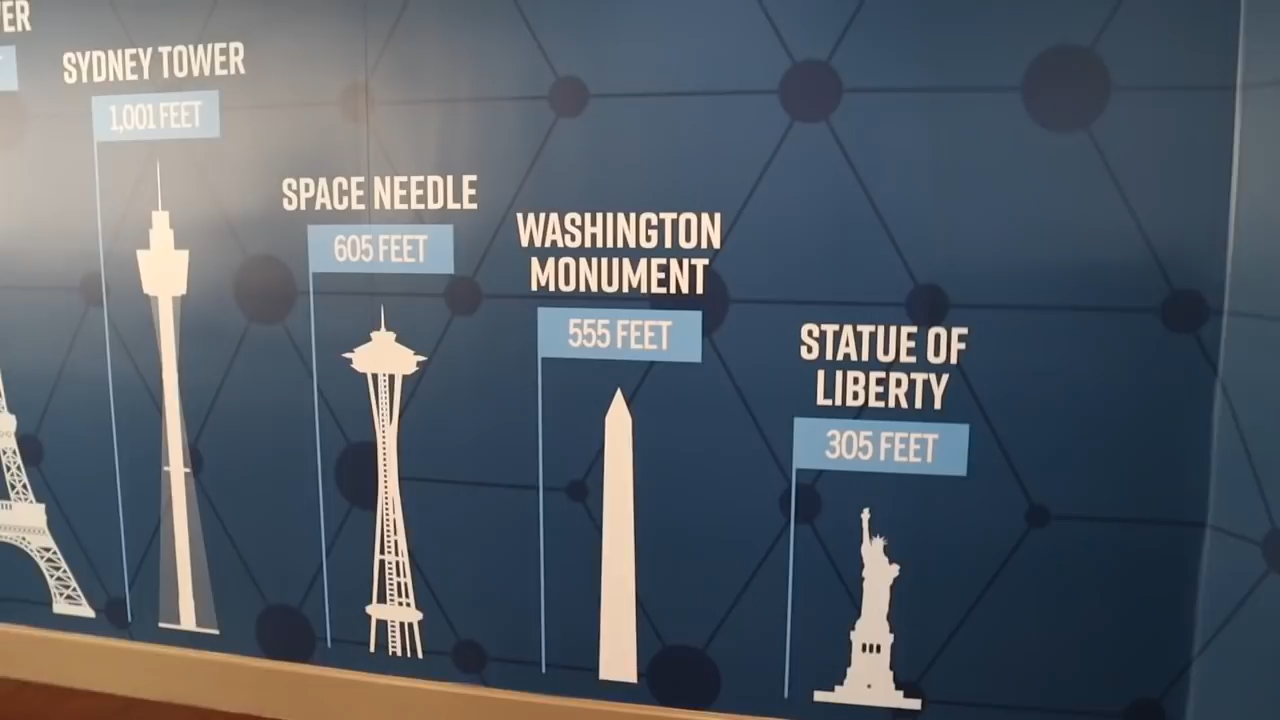 SYDNEY TOWER
1,001 FEET
SPACE NEEDLE
605 FEET
WASHINGTON
MONUMENT
555 FEET
STATUE OF
LIBERTY
305 FEET